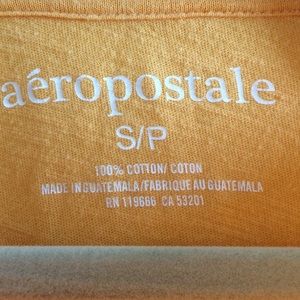 aéropostale
S/P
100% COTTON/ COTON
MADE IN GUATEMALA/FABRIQUE AU GUATEMALA
RN 119666 CA 53201